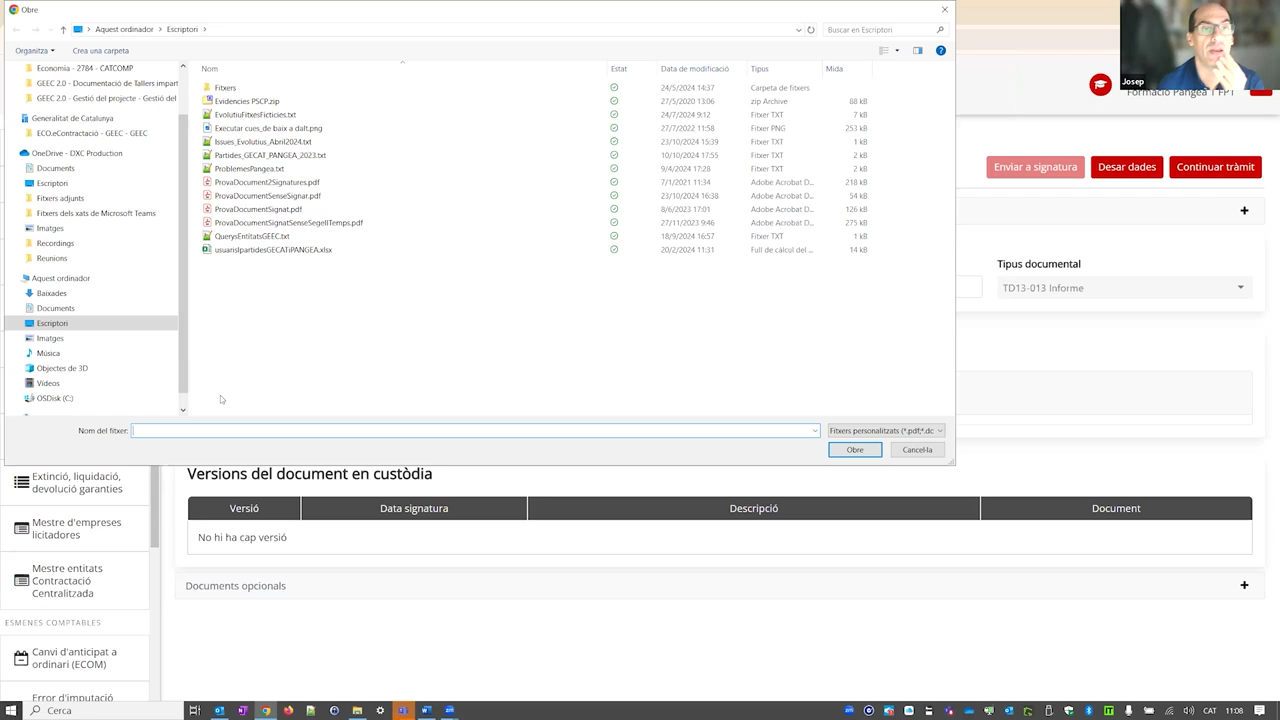 Obre
Aquest ordinador
Escriptori
Buscar en Escriptori
Organitza
Crea una carpeta
Economia - 2784 - CATCOMP
GEEC 2.0 - Documentació de Tallers impart
GEEC 2.0 - Gestió del projecte - Gestió del
Generalitat de Catalunya
ECO.eContractació - GEEC - GEEC
OneDrive - DXC Production
Documents
Escriptori
Fitxers adjunts
Fitxers dels xats de Microsoft Teams
Imatges
Recordings
Reunions
Aquest ordinador
Baixades
Documents
Escriptori
Imatges
Música
Objectes de 3D
Vídeos
OSDisk (C:)
Nom Estat Data de modificació Tipus Mida
Fitxers 24/5/2024 14:37 Carpeta de fitxers
Evidencies PSCP.zip 27/5/2020 13:06 zip Archive 88 kB
EvolutiuFitxesFicticies.txt 24/7/2024 9:12 Fitxer TXT 7 kB
Executar cues_de baix a dalt.png 27/7/2022 11:58 Fitxer PNG 253 kB
Issues_Evolutius_Abril2024.txt 23/10/2024 15:39 Fitxer TXT 1 kB
Partides_GECAT_PANGEA_2023.txt 10/10/2024 17:55 Fitxer TXT 2 kB
ProblemesPangea.txt 9/4/2024 17:28 Fitxer TXT 2 kB
ProvaDocument2Signatures.pdf 7/1/2021 11:34 Adobe Acrobat D... 218 kB
ProvaDocumentSenseSignar.pdf 23/10/2024 16:38 Adobe Acrobat D... 54 kB
ProvaDocumentSignat.pdf 8/6/2023 17:01 Adobe Acrobat D... 126 kB
ProvaDocumentSignatSenseSegellTemps.pdf 27/11/2023 9:46 Adobe Acrobat D... 275 kB
QuerysEntitatsGEEC.txt 18/9/2024 16:57 Fitxer TXT 1 kB
usuarisIpartidesGECATiPANGEA.xlsx 20/2/2024 11:31 Full de càlcul del ... 14 kB
Nom del fitxer:
Fitxers personalitzats (*.pdf;*.dc
Obre
Cancel·la
Josep
Formació Pangea 1 FP1
Enviar a signatura
Desar dades
Continuar tràmit
Tipus documental
TD13-013 Informe
Versions del document en custòdia
Versió Data signatura Descripció Document
No hi ha cap versió
Documents opcionals
Extinció, liquidació,
devolució garanties
Mestre d'empreses
licitadores
Mestre entitats
Contractació
Centralitzada
ESMENES COMPTABLES
Canvi d'anticipat a
ordinari (ECOM)
Error d'imputació
Cerca
CAT
11:08